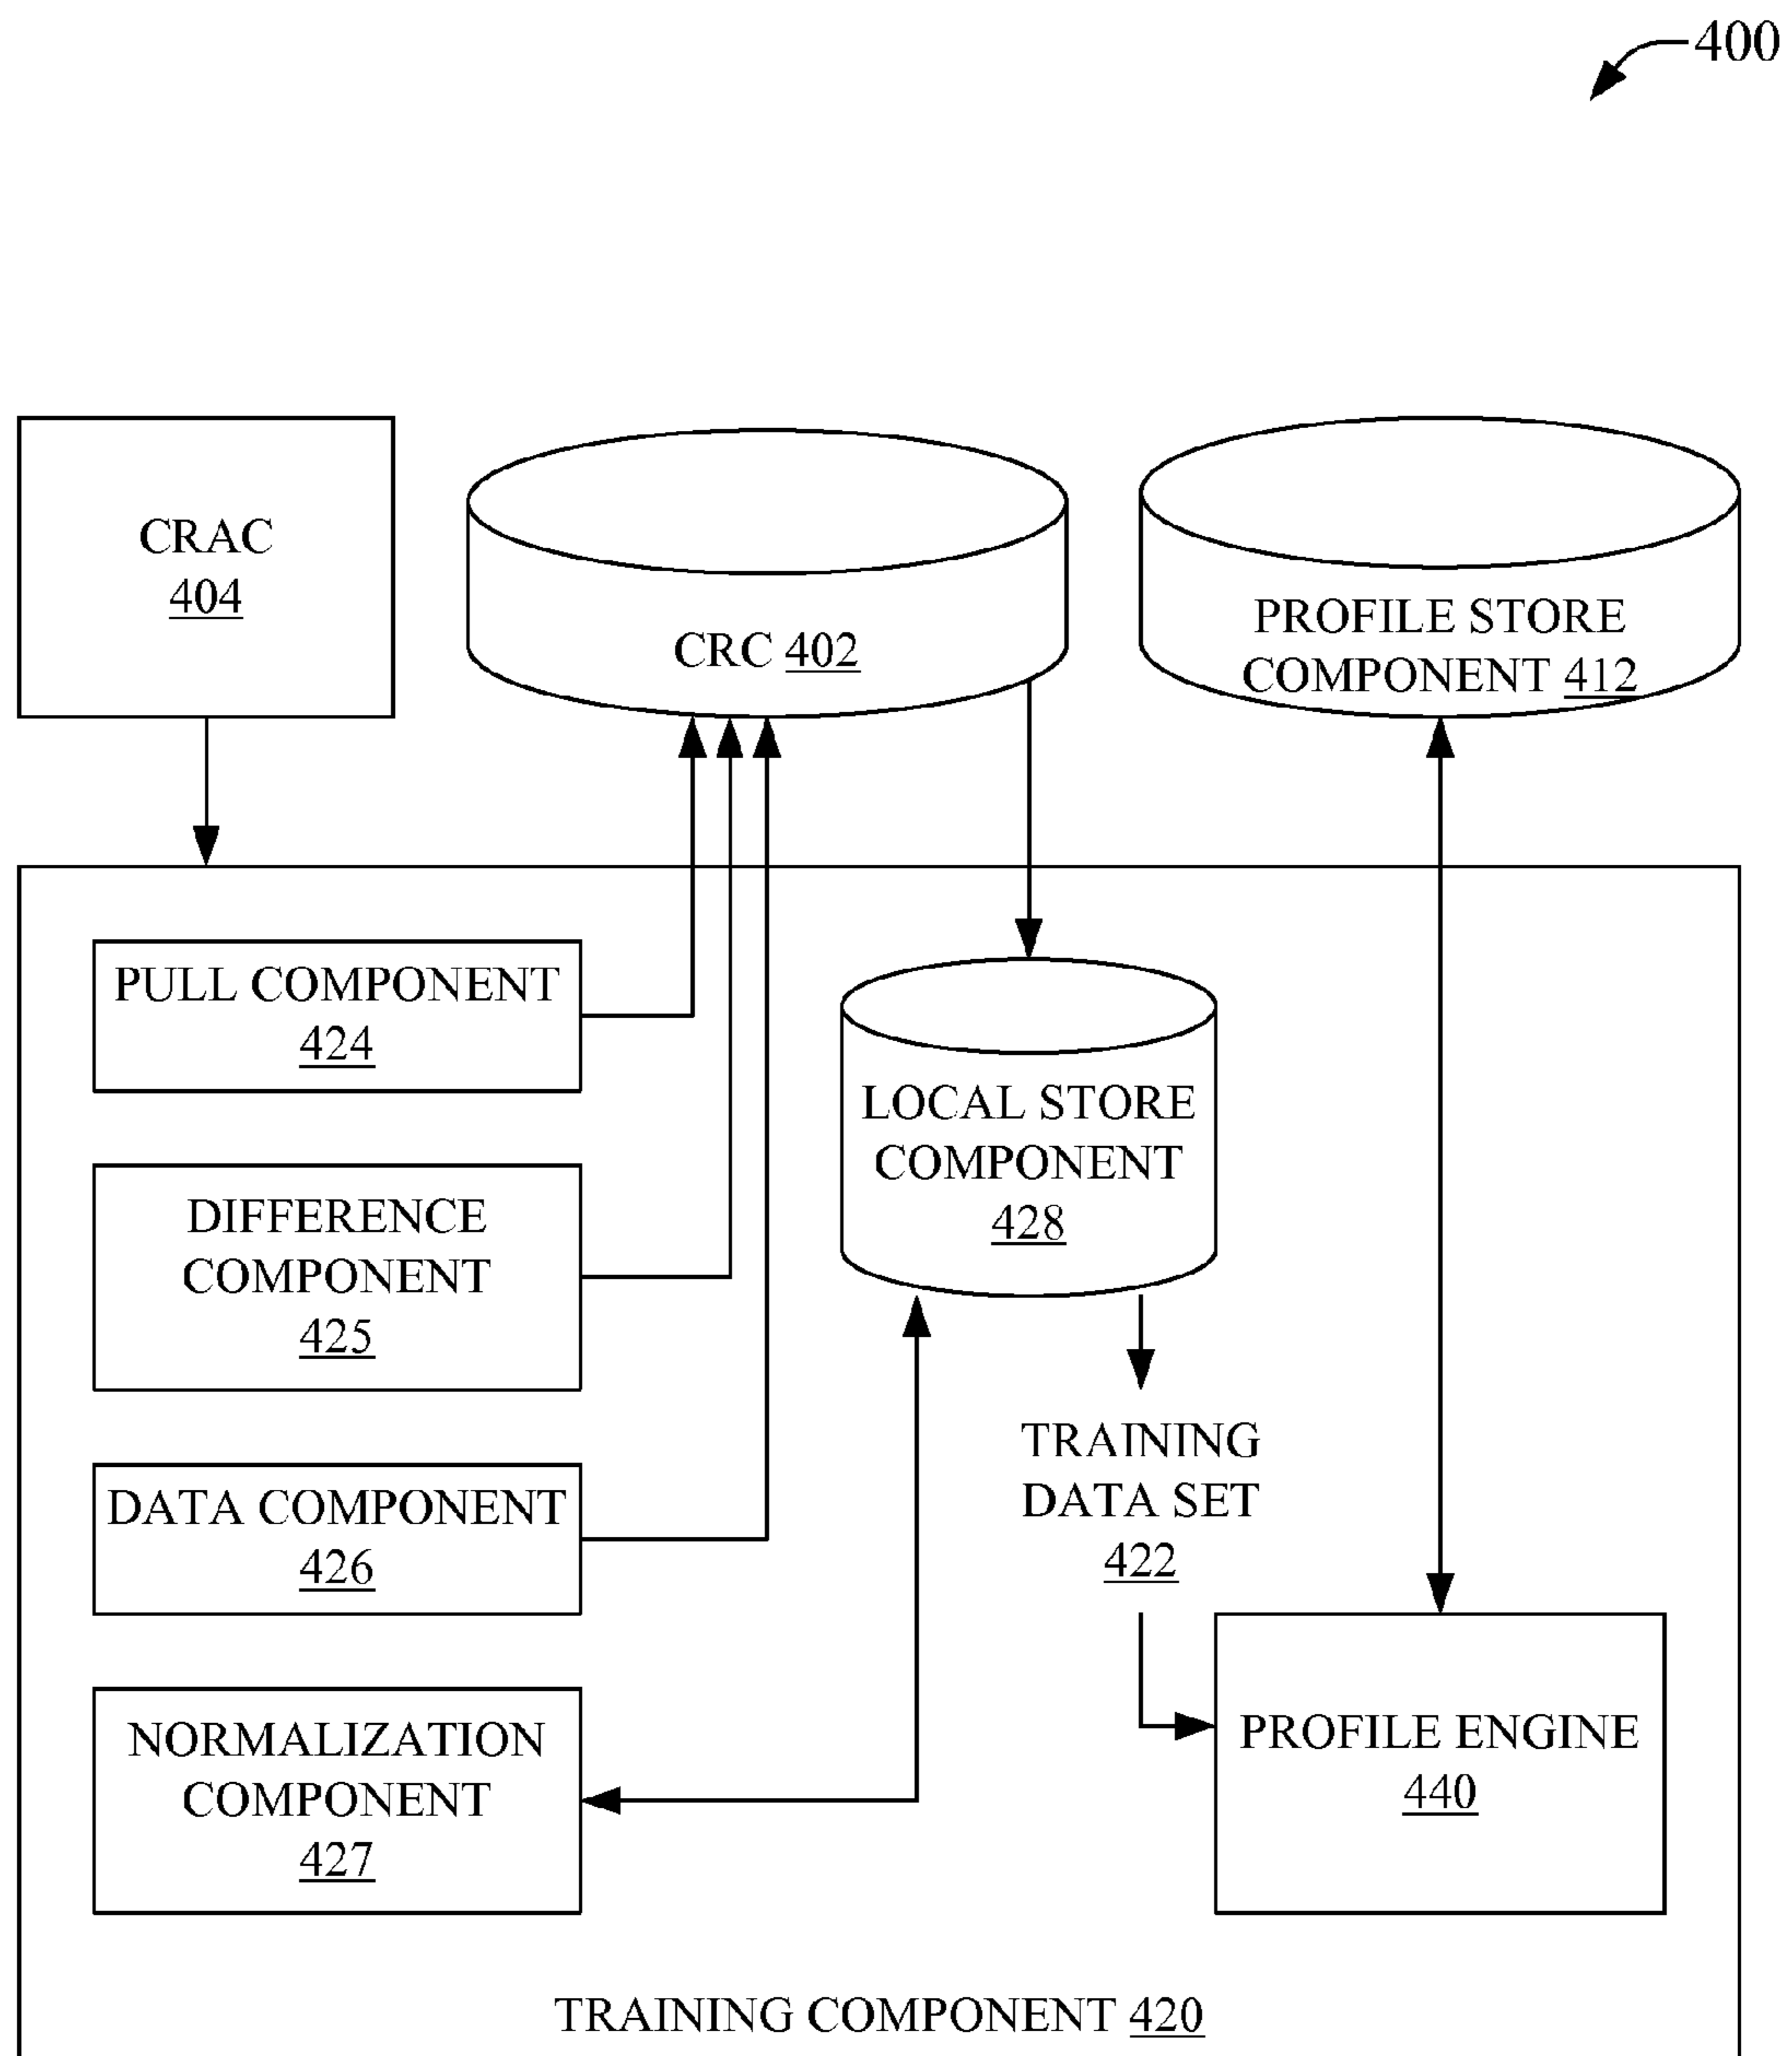 400
CRAC
404
CRC 402
PROFILE STORE
COMPONENT 412
PULL COMPONENT
424
LOCAL STORE
COMPONENT
428
DIFFERENCE
COMPONENT
425
DATA COMPONENT
426
TRAINING
DATA SET
422
NORMALIZATION
COMPONENT
427
PROFILE ENGINE
440
TRAINING COMPONENT 420